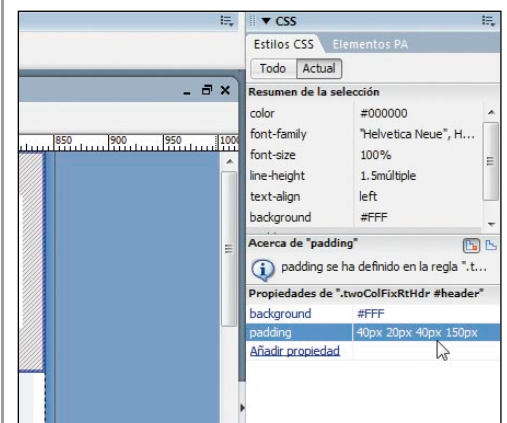 ▼ CSS
Estilos CSS Elementos PA
Todo Actual
Resumen de la selección
color #000000
font-family "Helvetica Neue", H...
font-size 100%
line-height 1.5múltiple
text-align left
background #FFF
850 900 950 1000
Acerca de "padding"
padding se ha definido en la regla ".t...
Propiedades de ".twoColFixRtHdr #header"
background #FFF
padding 40px 20px 40px 150px
Añadir propiedad